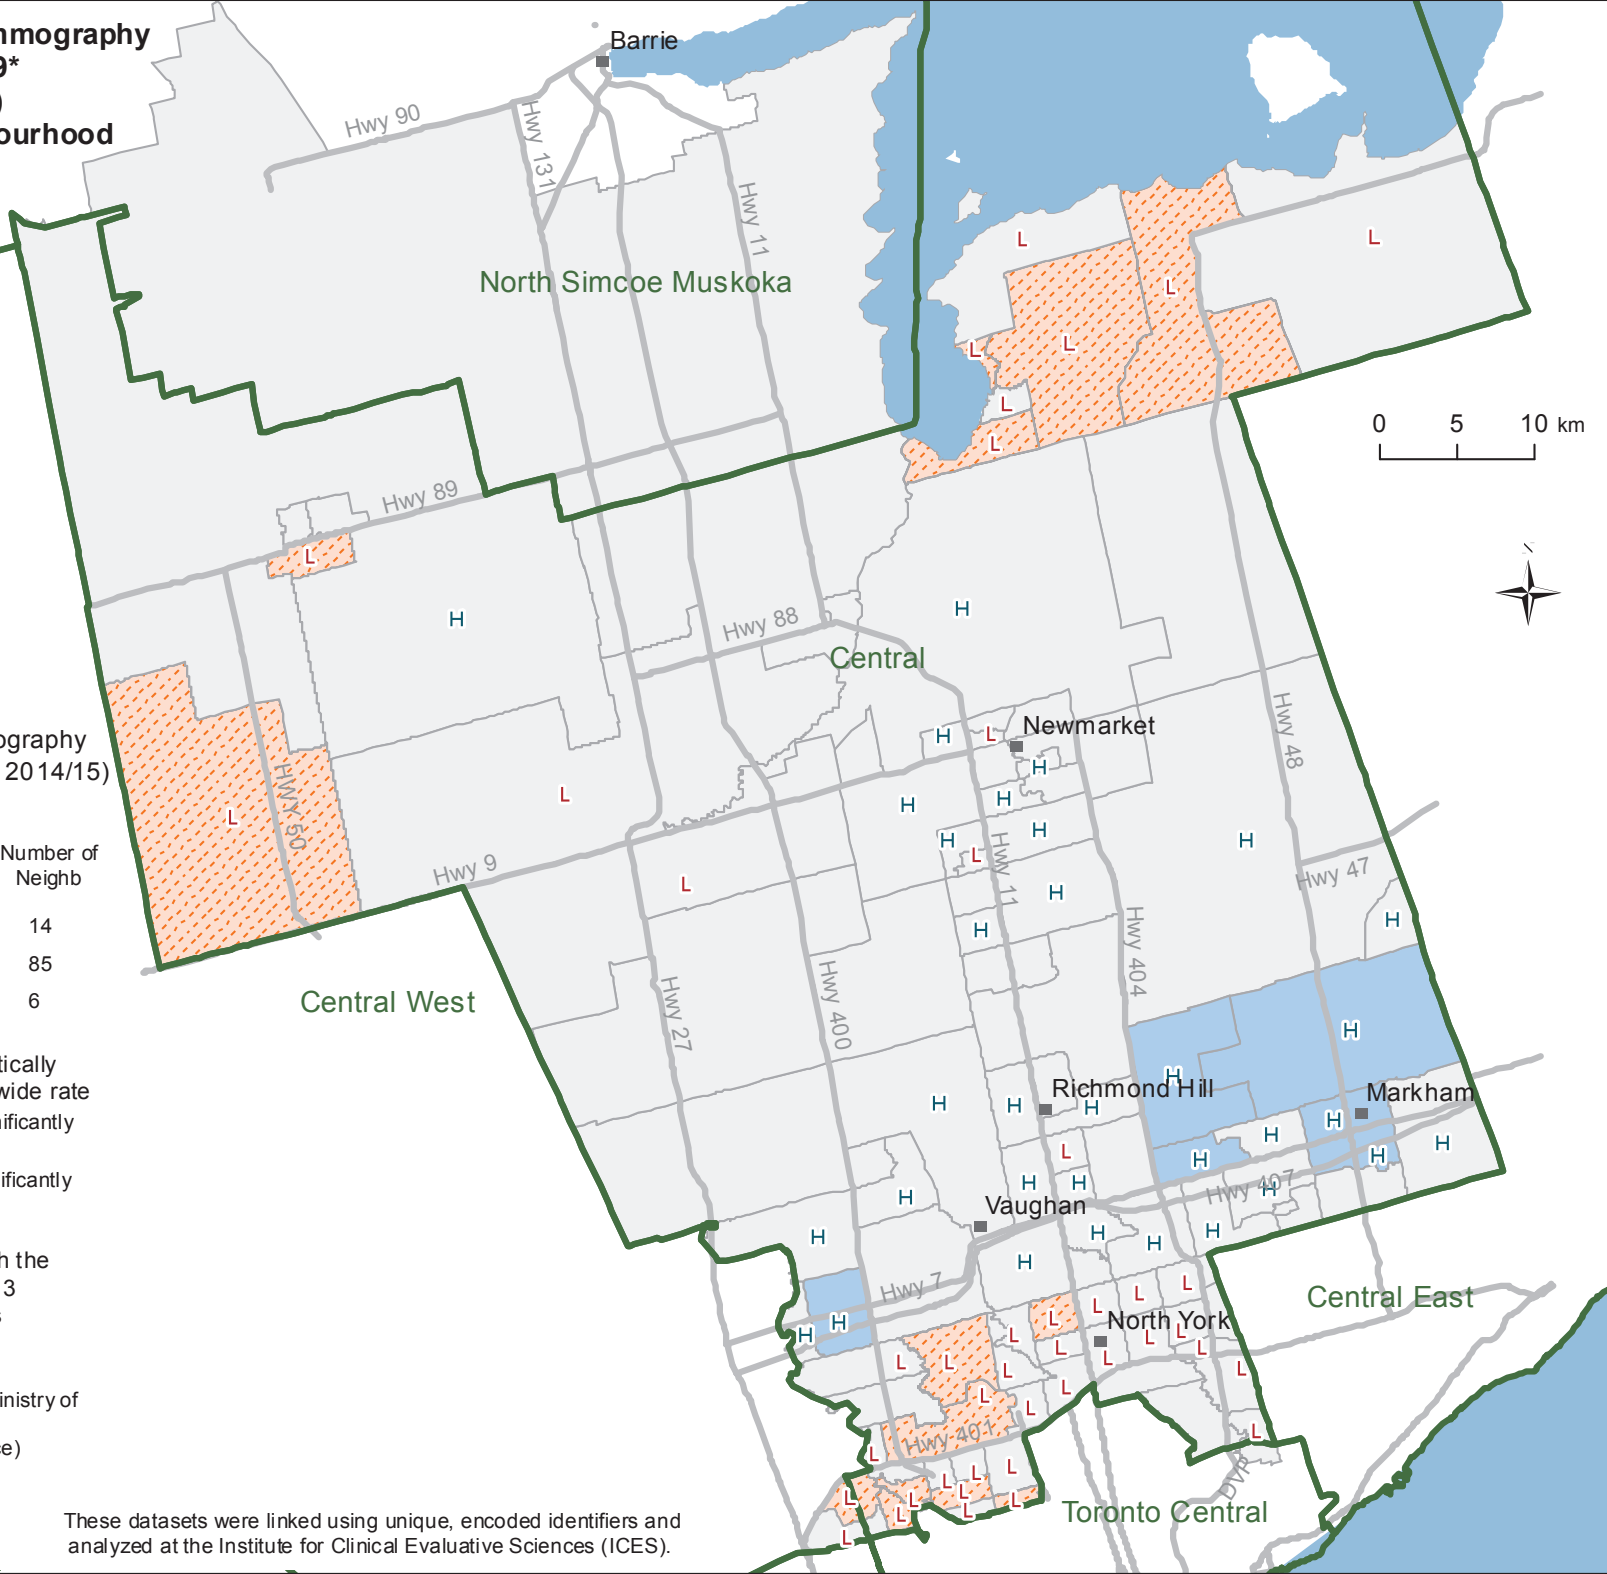 mmography
9*
)
ourhood
Barrie
Hwy 90
Hwy 131
Hwy 11
North Simcoe Muskoka
L
L
L
L
L
L
L
0 5 10 km
N
Hwy 89
L
H
H
Hwy 88
Central
Hwy 48
Newmarket
H
L
H
ography
2014/15)
HWY 50
L
L
H
H
H
H
L
H
H
Number of
Neighb
Hwy 9
L
Hwy 11
H
Hwy 47
H
H
14
85
6
Central West
Hwy 27
Hwy 400
Hwy 404
H
H
tically
wide rate
nificantly
ificantly
Richmond Hill
Markham
H
H
H
H
H
H
H
H
H
L
H
H
Hwy 407
H
H
Vaughan
H
H
H
H
H
h the
3
s
Hwy 7
H
H
Central East
L
L
L
L
North York
L
L
L
L
L
L
L
L
L
L
L
L
L
inistry of
ce)
Hwy 401
L
L
DVP
L
L
L
L
L
L
L
L
L
L
Toronto Central
These datasets were linked using unique, encoded identifiers and
analyzed at the Institute for Clinical Evaluative Sciences (ICES).